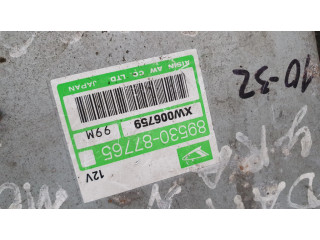 12V
89530-87765
XW006759 99M
AISIN AW CO LTD JAPAN
10-32